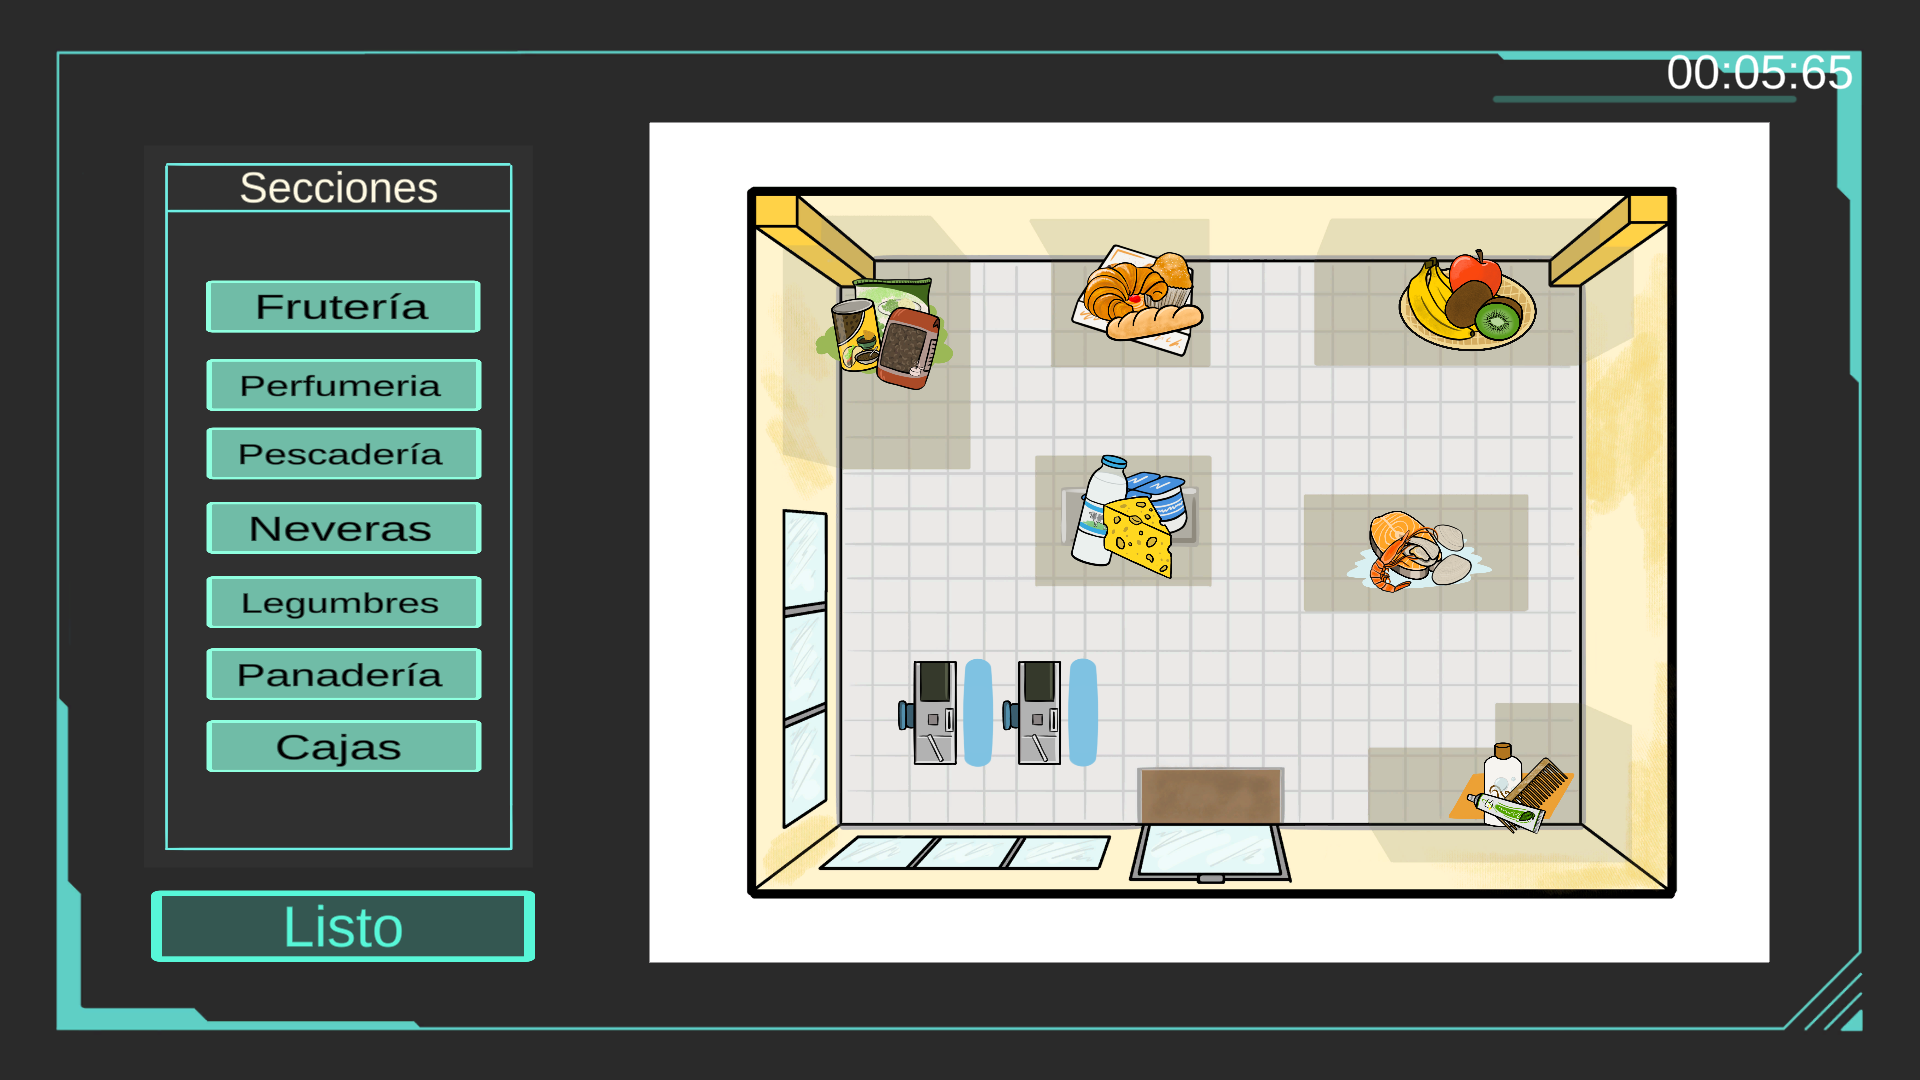 00:05:65
Secciones
Frutería
Perfumeria
Pescadería
Neveras
Legumbres
Panadería
Cajas
Listo